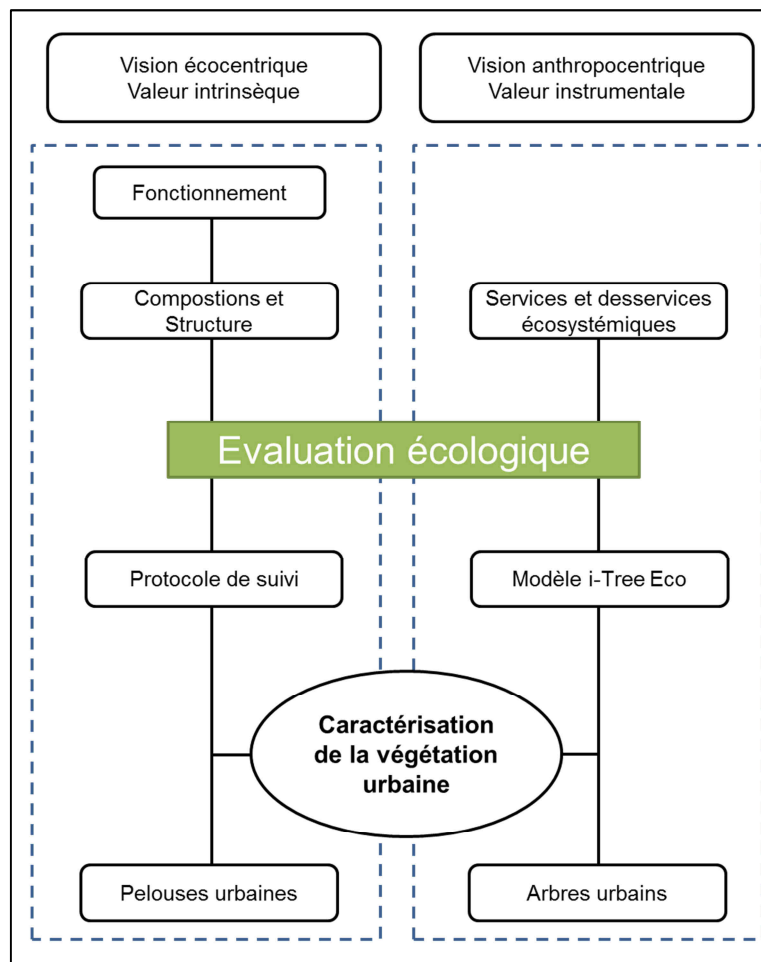 Vision écocentrique
Valeur intrinsèque
Vision anthropocentrique
Valeur instrumentale
Fonctionnement
Compostions et
Structure
Services et desservices
écosystémiques
Evaluation écologique
Protocole de suivi
Modèle i-Tree Eco
Caractérisation
de la végétation
urbaine
Pelouses urbaines
Arbres urbains